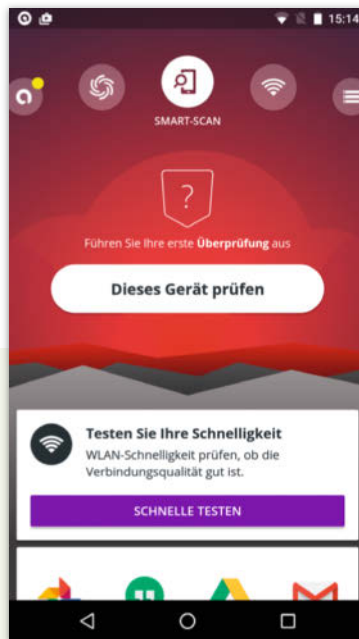 15:14
SMART-SCAN
?
Führen Sie Ihre erste Überprüfung aus
Dieses Gerät prüfen
Testen Sie Ihre Schnelligkeit
WLAN-Schnelligkeit prüfen, ob die
Verbindungsqualität gut ist.
SCHNELLE TESTEN